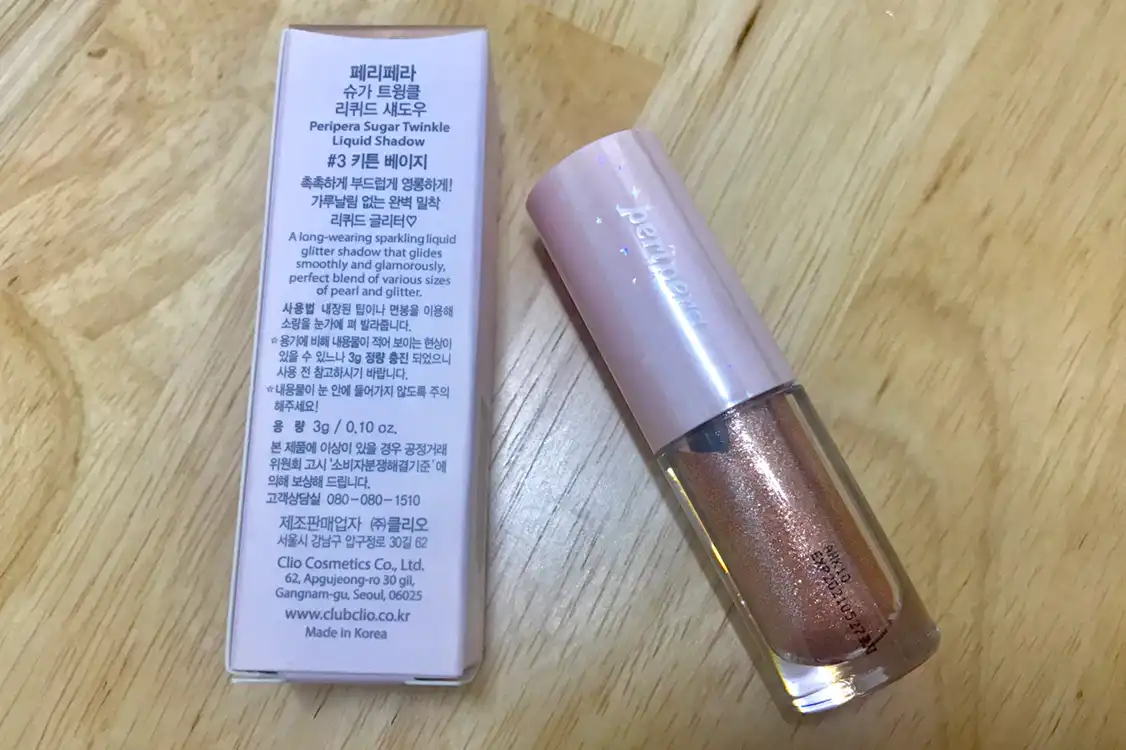 페리페라
슈가 트윙클
리퀴드 섀도우
Peripera Sugar Twinkle
Liquid Shadow
#3 키튼 베이지
촉촉하게 부드럽게 영롱하게!
가루날림 없는 완벽 밀착
리퀴드 글리터♡
A long-wearing sparkling liquid
glitter shadow that glides
smoothly and glamorously,
perfect blend of various sizes
of pearl and glitter.
사용법 내장된 팁이나 면봉을 이용해
소량을 눈가에 펴 발라줍니다.
☆용기에 비해 내용물이 적어 보이는 현상이
있을 수 있으나 3g 정량 충진 되었으니
사용 전 참고하시기 바랍니다.
☆내용물이 눈 안에 들어가지 않도록 주의
해주세요!
용 량 3g / 0.10 oz.
본 제품에 이상이 있을 경우 공정거래
위원회 고시 '소비자분쟁해결기준'에
의해 보상해 드립니다.
고객상담실 080-080-1510
제조판매업자 ㈜클리오
서울시 강남구 압구정로 30길 62
Clio Cosmetics Co., Ltd.
62, Apgujeong-ro 30 gil,
Gangnam-gu, Seoul, 06025
www.clubclio.co.kr
Made in Korea
peripera
AHK10